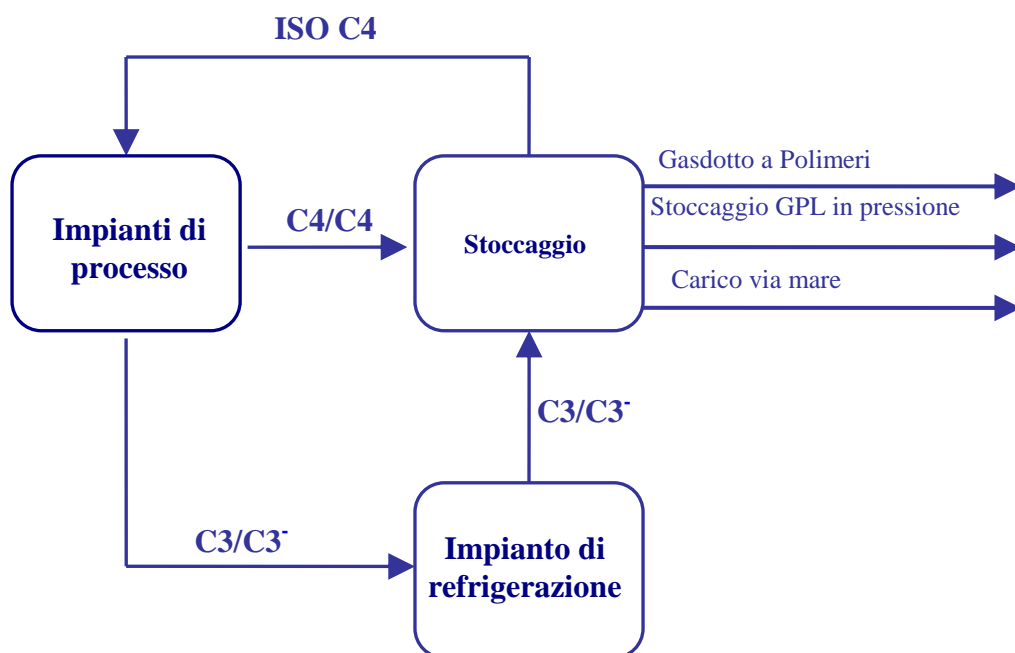 ISO C4
Gasdotto a Polimeri
Impianti di
processo
C4/C4
Stoccaggio
Stoccaggio GPL in pressione
Carico via mare
C3/C3-
C3/C3-
Impianto di
refrigerazione